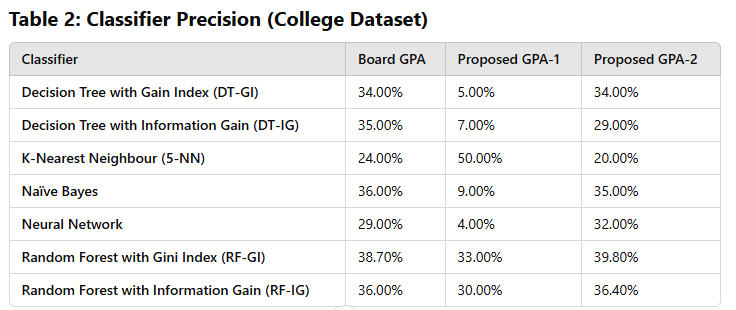 Table 2: Classifier Precision (College Dataset)
Classifier Board GPA Proposed GPA-1 Proposed GPA-2
Decision Tree with Gain Index (DT-GI) 34.00% 5.00% 34.00%
Decision Tree with Information Gain (DT-IG) 35.00% 7.00% 29.00%
K-Nearest Neighbour (5-NN) 24.00% 50.00% 20.00%
Naïve Bayes 36.00% 9.00% 35.00%
Neural Network 29.00% 4.00% 32.00%
Random Forest with Gini Index (RF-GI) 38.70% 33.00% 39.80%
Random Forest with Information Gain (RF-IG) 36.00% 30.00% 36.40%